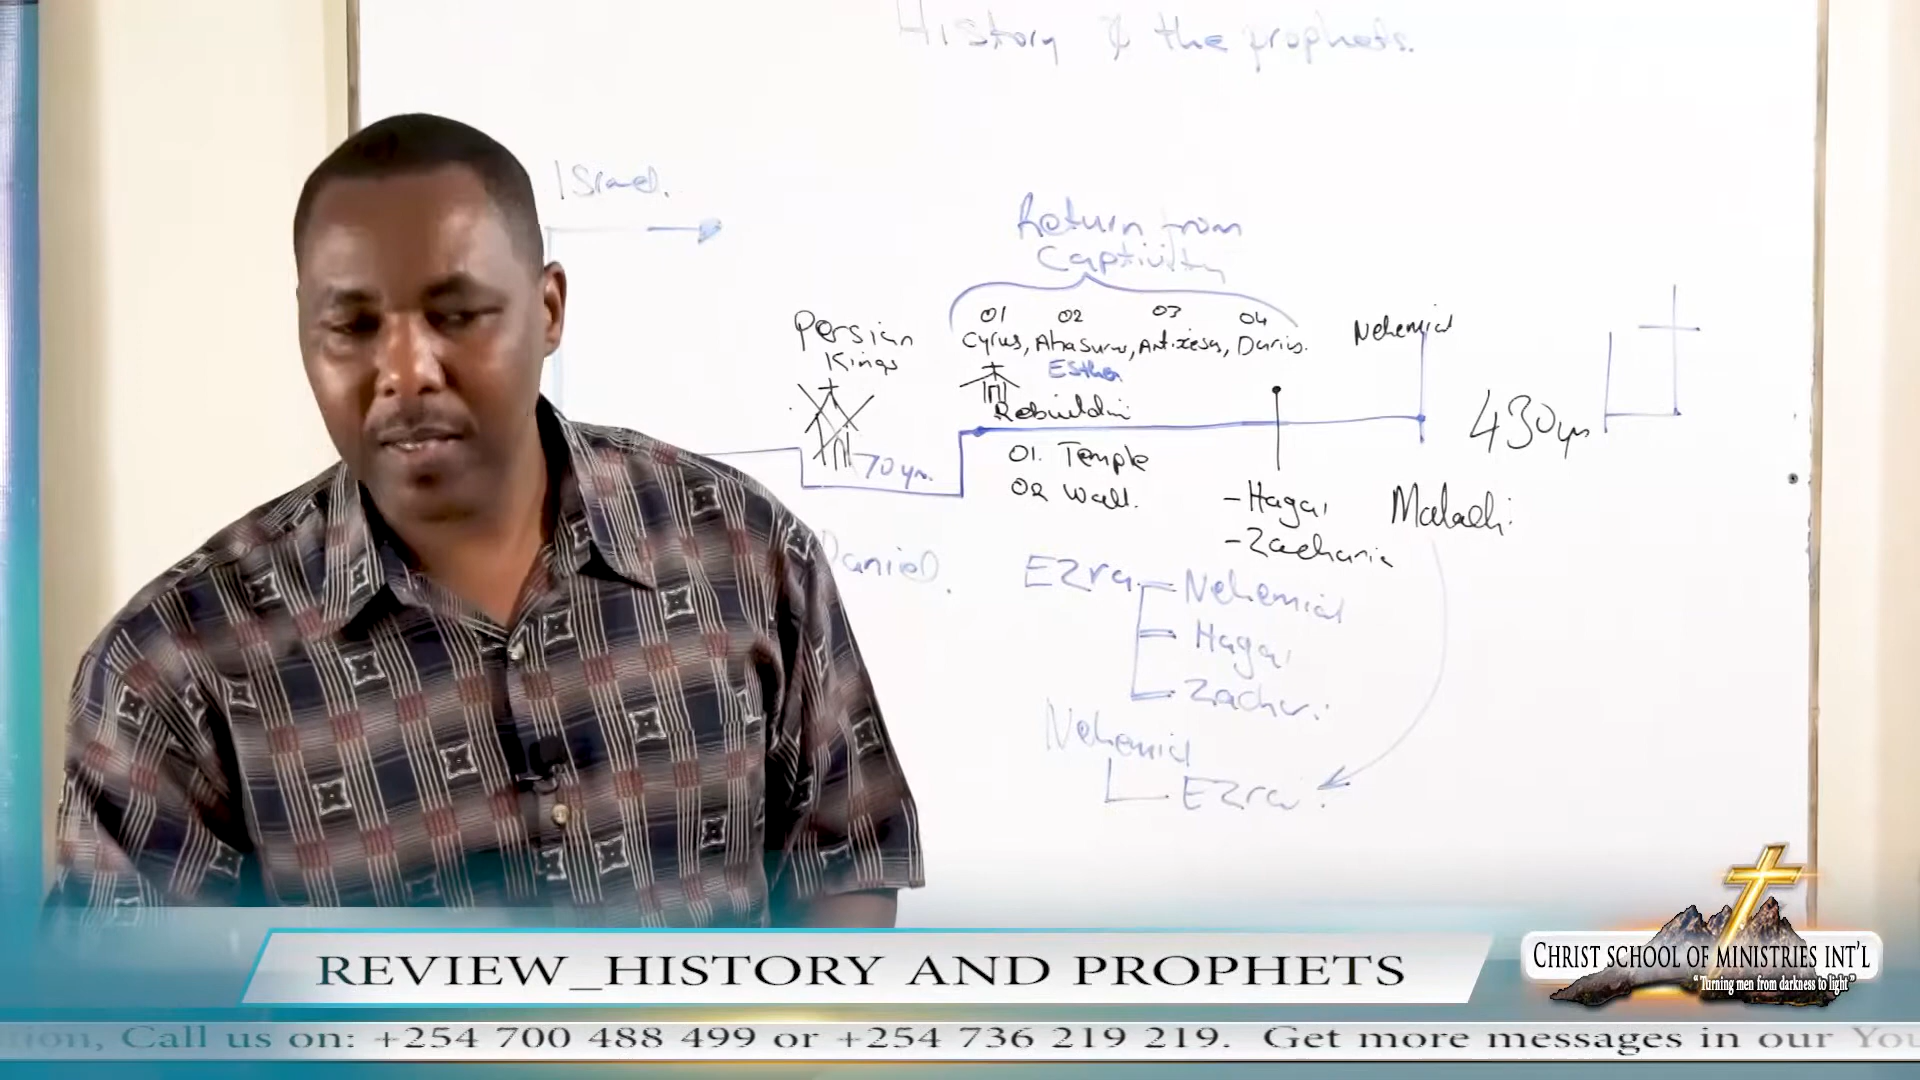 History & the prophets.
Israel.
Return from
Captivity
01 02 03 04
Persian
Kings
Cyrus, Ahasurus, Darius.
Nehemiah
Esther
Rebuildin
430yrs
70 yrs.
01. Temple
02 Wall.
-Hagai
-Zacharia
Malachi.
Daniel.
Ezra
Nehemiah
Hagai
Zachar.
Nehemiah
Ezra.
REVIEW_HISTORY AND PROPHETS
CHRIST SCHOOL OF MINISTRIES INT'L
"Turning men from darkness to light"
tion, Call us on: +254 700 488 499 or +254 736 219 219. Get more messages in our You